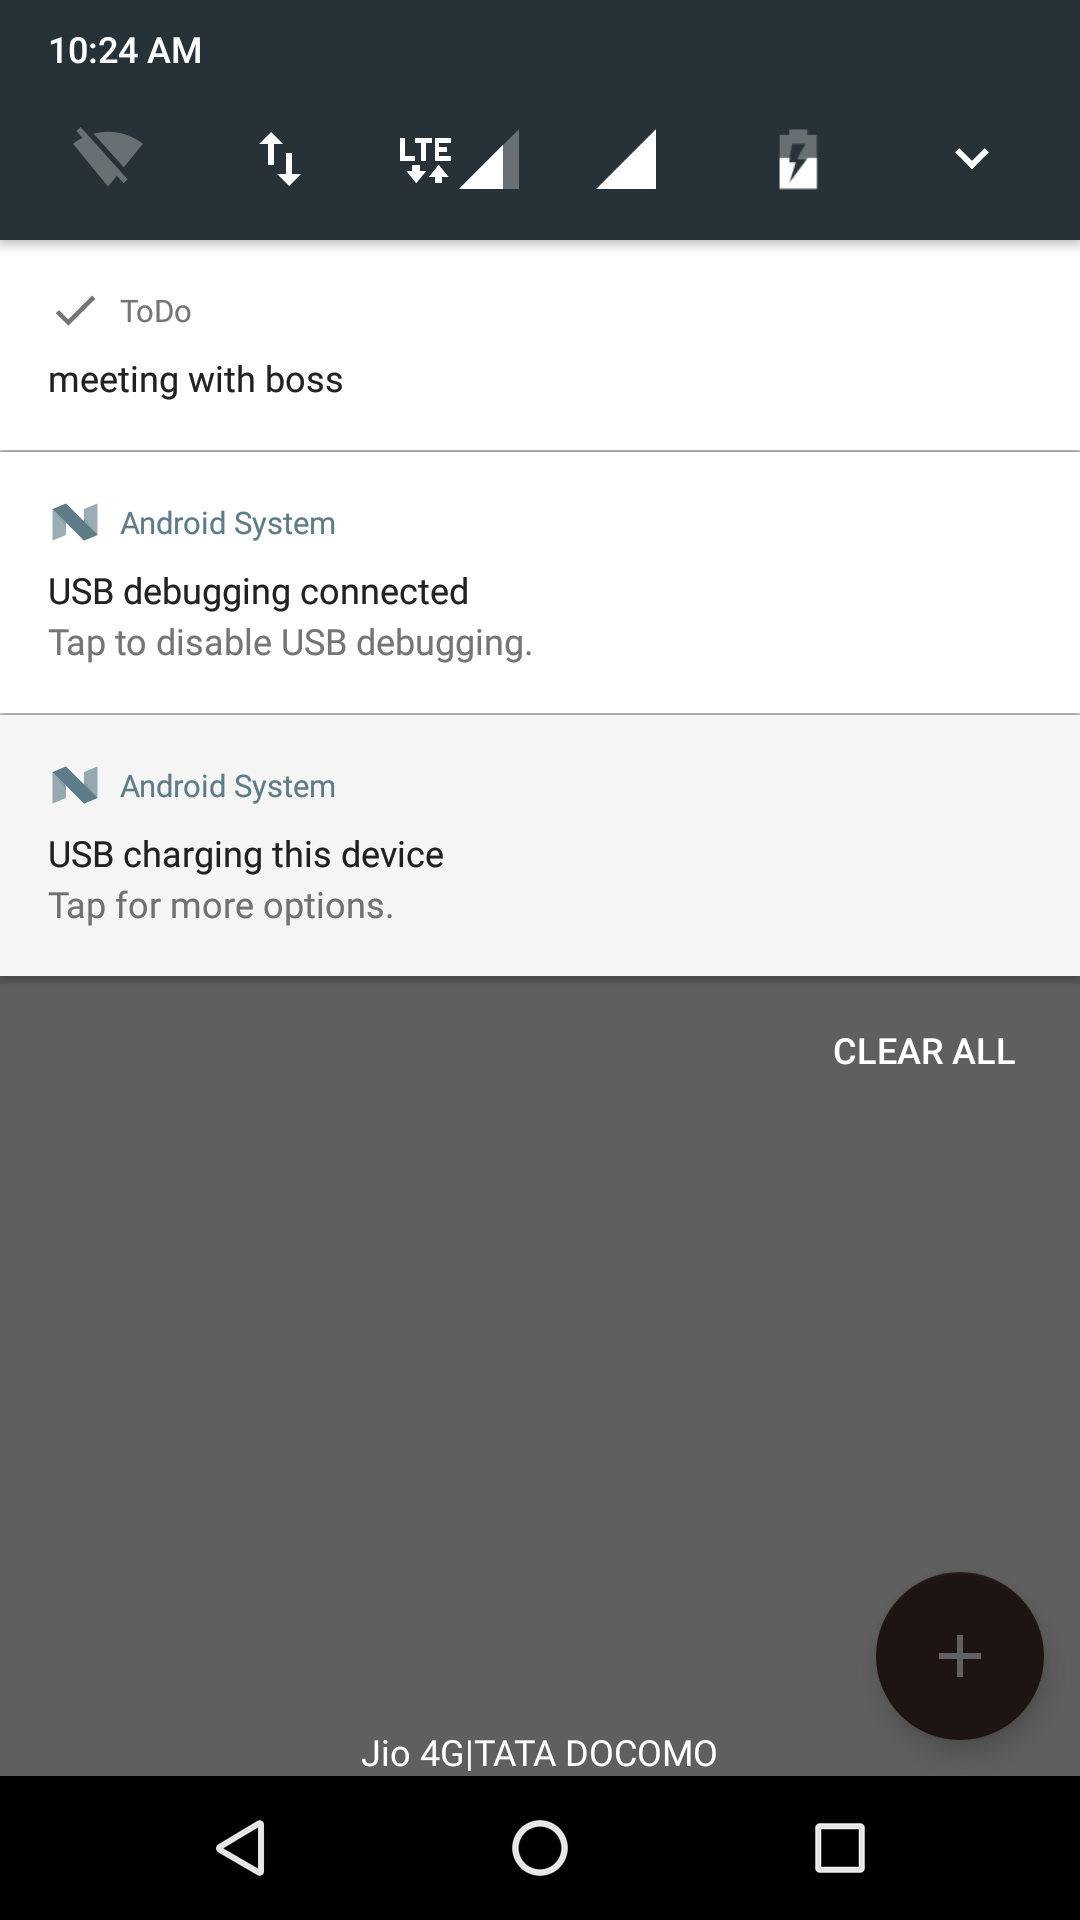 10:24 AM
LTE
ToDo
meeting with boss
Android System
USB debugging connected
Tap to disable USB debugging.
Android System
USB charging this device
Tap for more options.
CLEAR ALL
Jio 4G|TATA DOCOMO